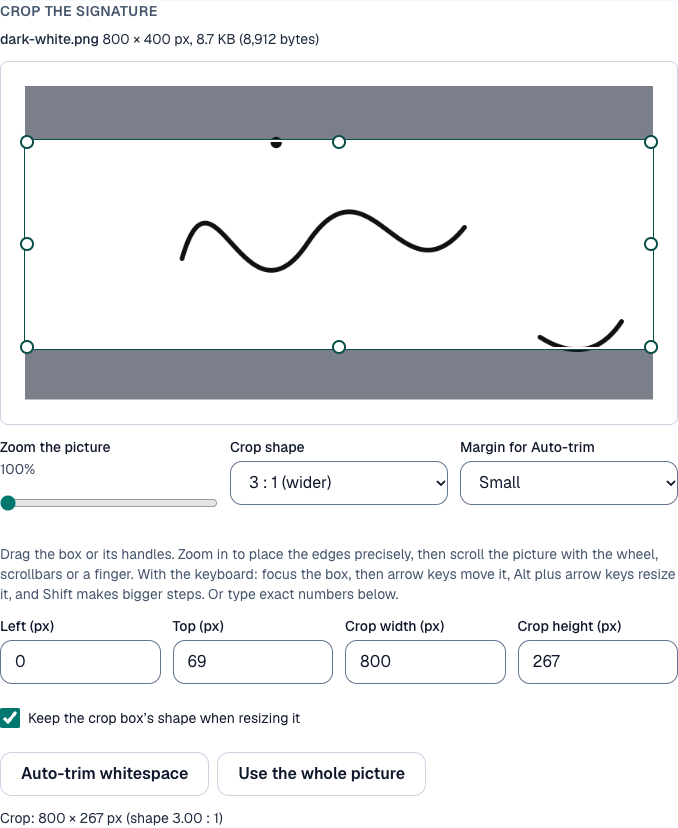 CROP THE SIGNATURE
dark-white.png 800 × 400 px, 8.7 KB (8,912 bytes)
Zoom the picture
100%
Crop shape
3 : 1 (wider)
Margin for Auto-trim
Small
Drag the box or its handles. Zoom in to place the edges precisely, then scroll the picture with the wheel,
scrollbars or a finger. With the keyboard: focus the box, then arrow keys move it, Alt plus arrow keys resize
it, and Shift makes bigger steps. Or type exact numbers below.
Left (px)
0
Top (px)
69
Crop width (px)
800
Crop height (px)
267
Keep the crop box’s shape when resizing it
Auto-trim whitespace
Use the whole picture
Crop: 800 × 267 px (shape 3.00 : 1)